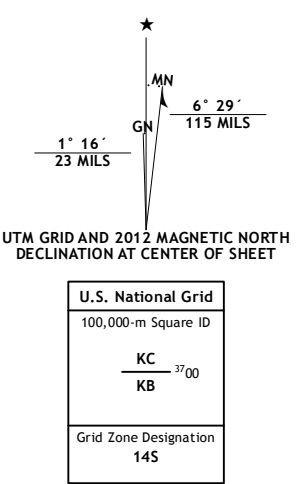 ★
MN
6° 29´
115 MILS
GN
1° 16´
23 MILS
UTM GRID AND 2012 MAGNETIC NORTH
DECLINATION AT CENTER OF SHEET
U.S. National Grid
100,000-m Square ID
KC
3700
KB
Grid Zone Designation
14S